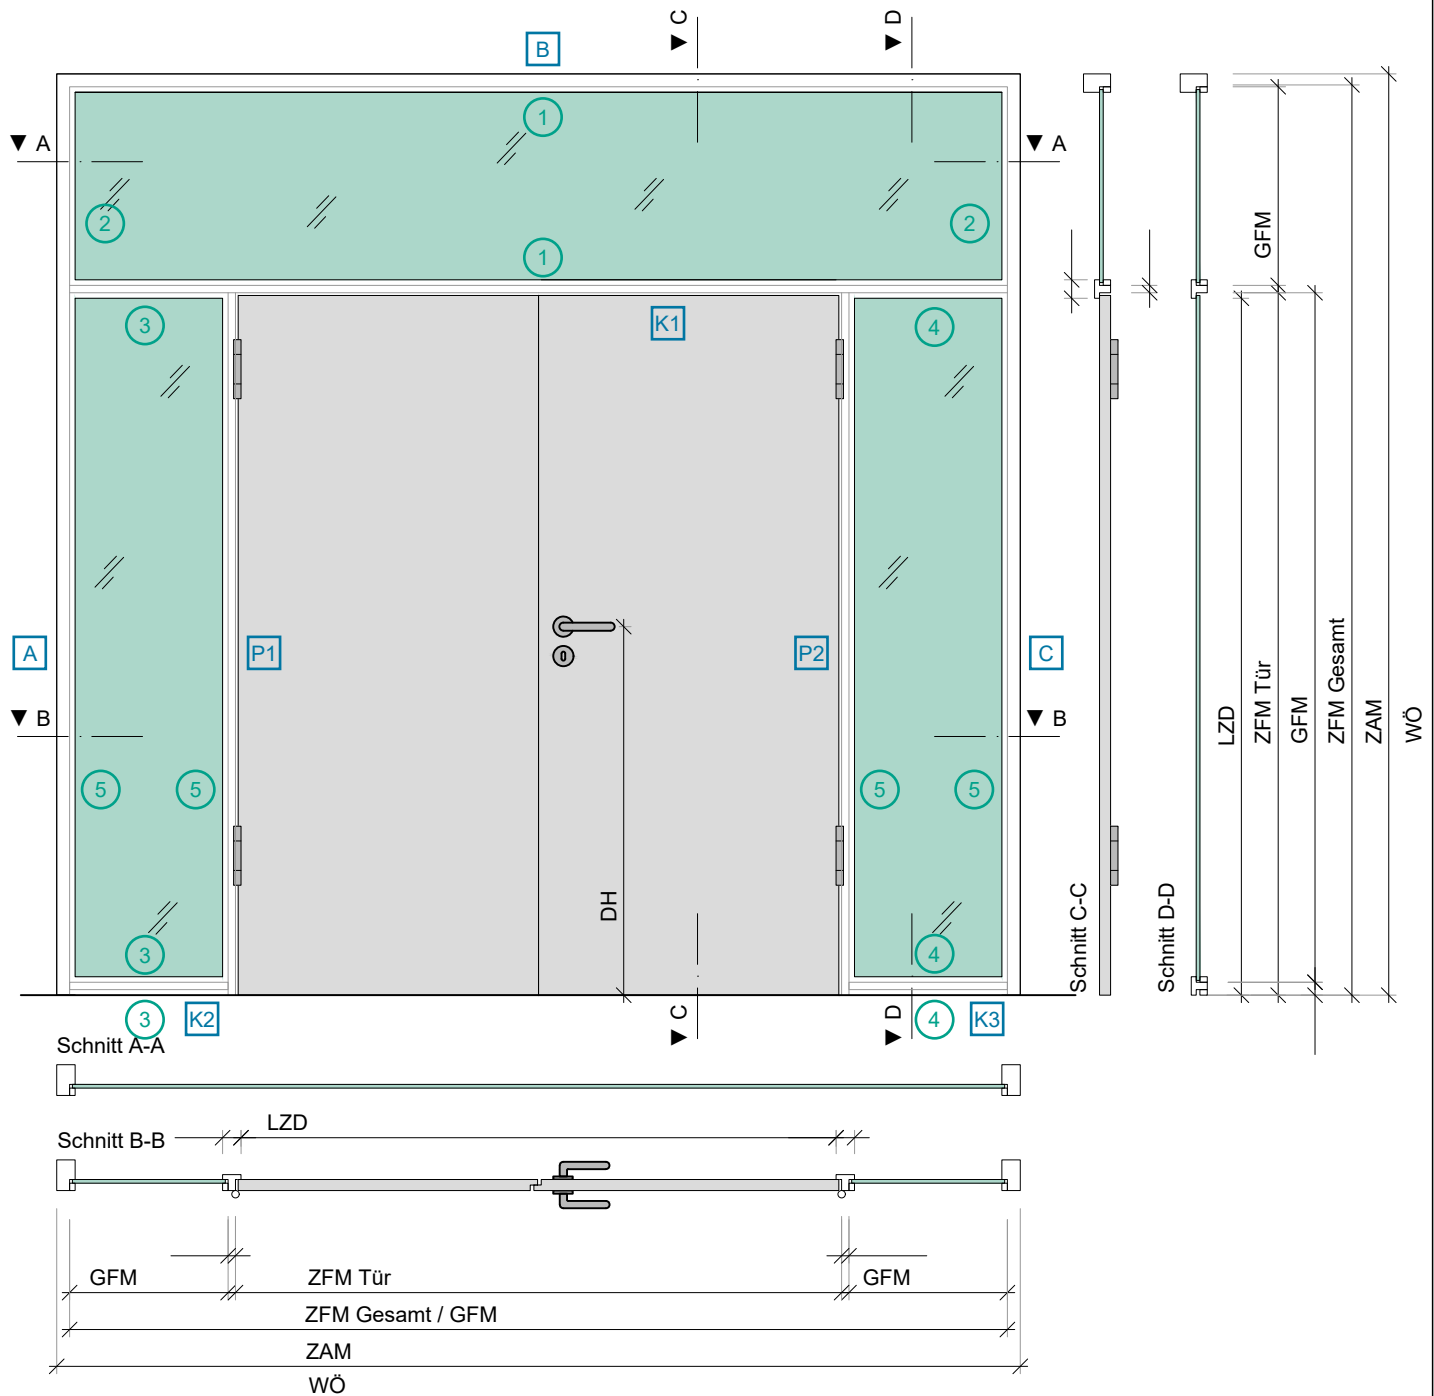 ▼ C
▼ D
B
1
▼ A
▼ A
2
2
GFM
1
3
K1
4
A
P1
P2
C
▼ B
▼ B
LZD
ZFM Tür
GFM
ZFM Gesamt
ZAM
WÖ
5
5
5
5
DH
Schnitt C-C
Schnitt D-D
3
4
3
K2
▼ C
▼ D
4
K3
Schnitt A-A
LZD
Schnitt B-B
GFM
ZFM Tür
GFM
ZFM Gesamt / GFM
ZAM
WÖ